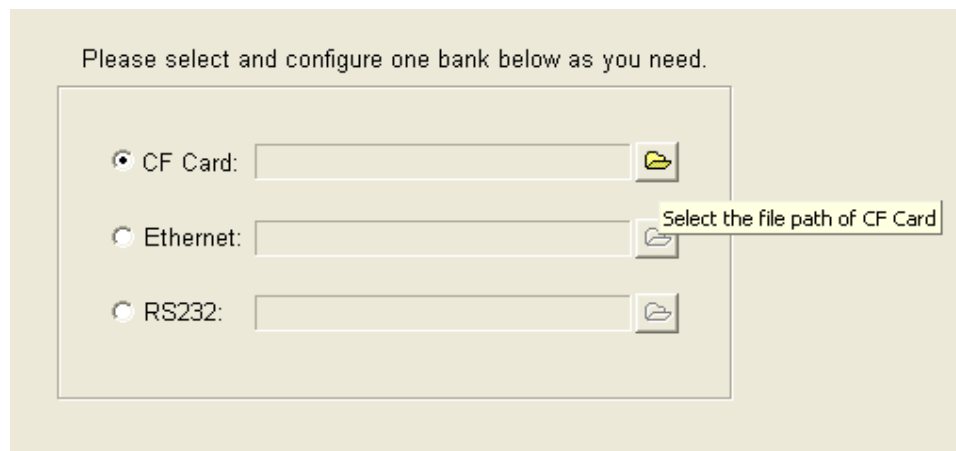 Please select and configure one bank below as you need.
CF Card:
Select the file path of CF Card
Ethernet:
RS232: